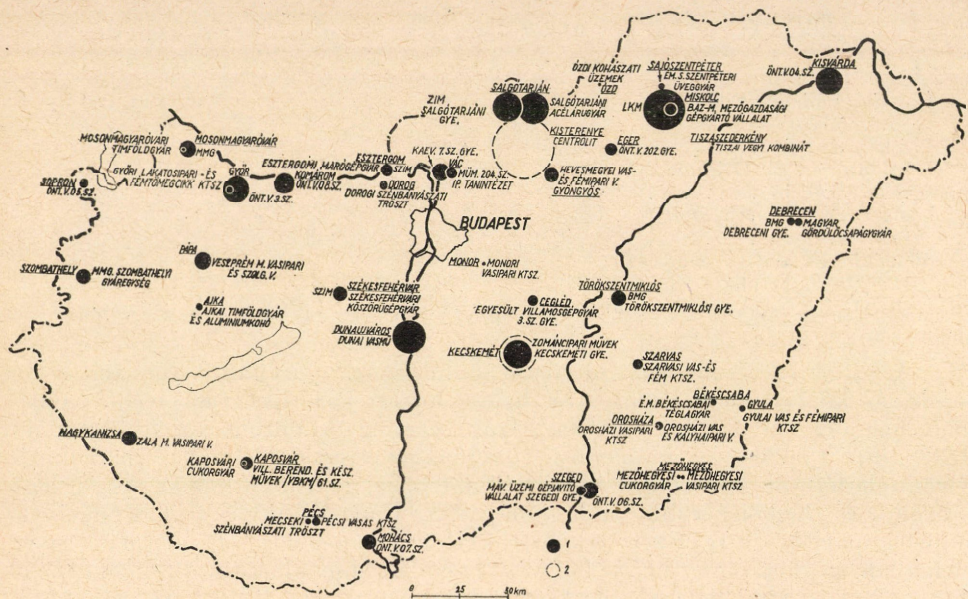 KISVÁRDA
ÖNT.V.04.SZ.
SAJÓSZENTPÉTER
EM.S.SZENTPÉTERI
ÜVEGGYÁR
ÓZDI KOHÁSZATI
ÜZEMEK
ÓZD
LKM
MISKOLC
BAZ-M. MEZŐGAZDASÁGI
GÉPGYÁRTÓ VÁLLALAT
SALGÓTARJÁN
SALGÓTARJÁNI
ACÉLÁRUGYÁR
ZIM
SALGÓTARJÁNI
GYE.
KISTERENYE
CENTROLIT
EGER
ÖNT.V.202.GYE.
TISZASZEDERKÉNY
TISZAI VEGYI KOMBINÁT
MOSONMAGYARÓVÁRI
TIMFÖLDGYÁR
MOSONMAGYARÓVÁR
MMG
GYŐRI LAKATOSIPARI- ÉS
FÉMTÖMEGCIKK KTSZ
GYŐR
ÖNT.V.3.SZ.
SOPRON
ÖNT.V.05.SZ.
ESZTERGOMI MARÓGÉPGYÁR
ESZTERGOM
SZIM
KOMÁROM
ÖNT.V.08.SZ.
DOROG
DOROGI SZÉNBÁNYÁSZATI
TRÖSZT
KAEV.7.SZ.GYE.
VÁC
MÜM.204.SZ.
IP. TANINTÉZET
HEVESMEGYEI VAS-
ÉS FÉMIPARI V.
GYÖNGYÖS
BUDAPEST
DEBRECEN
BMG
DEBRECENI GYE.
MAGYAR
GÖRDÜLŐCSAPÁGYGYÁR
PÁPA
VESZPRÉM M. VASIPARI
ÉS SZOLG. V.
MONOR
MONORI
VASIPARI KTSZ.
SZOMBATHELY
MMG. SZOMBATHELYI
GYÁREGYSÉG
AJKA
AJKAI TIMFÖLDGYÁR
ÉS ALUMINIUMKOHÓ
SZIM
SZÉKESFEHÉRVÁR
SZÉKESFEHÉRVÁRI
KÖSZÖRŰGÉPGYÁR
CEGLÉD
EGYESÜLT VILLAMOSGÉPGYÁR
3.SZ. GYE.
TÖRÖKSZENTMIKLÓS
BMG
TÖRÖKSZENTMIKLÓSI GYE.
DUNAUJVÁROS
DUNAI VASMŰ
KECSKEMÉT
ZOMÁNCIPARI MŰVEK
KECSKEMÉTI GYE.
SZARVAS
SZARVASI VAS-ÉS
FÉM KTSZ.
BÉKÉSCSABA
É.M. BÉKÉSCSABAI
TÉGLAGYÁR
GYULA
GYULAI VAS ÉS FÉMIPARI
KTSZ
OROSHÁZA
OROSHÁZI VASIPARI
KTSZ
OROSHÁZI VAS
ÉS KÁLYHAIPARI V.
NAGYKANIZSA
ZALA M. VASIPARI V.
KAPOSVÁRI
CUKORGYÁR
KAPOSVÁR
VILL. BEREND. ÉS KÉSZ.
MŰVEK /VBKM/ 61.SZ.
MEZŐHEGYES
MEZŐHEGYESI
CUKORGYÁR
MEZŐHEGYESI
VASIPARI KTSZ
SZEGED
MÁV. ÜZEMI GÉPJAVÍTÓ
VÁLLALAT SZEGEDI GYE.
ÖNT.V.06.SZ.
PÉCS
MECSEKI
SZÉNBÁNYÁSZATI TRÖSZT
PÉCSI VASAS KTSZ
MOHÁCS
ÖNT.V.07.SZ.
1
2
0 25 50 km